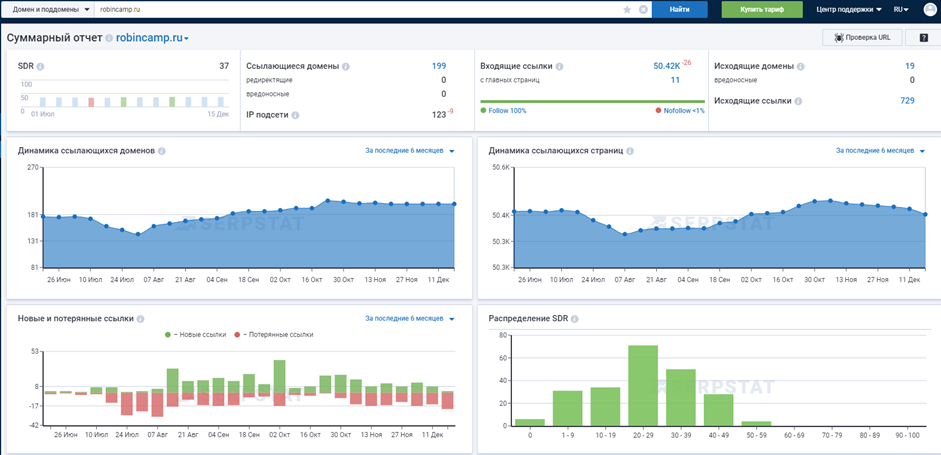 Домен и поддомены robincamp.ru Найти Купить тариф Центр поддержки RU
Суммарный отчет robincamp.ru Проверка URL
SDR 37
100
50
0
01 Июл 15 Дек
Ссылающиеся домены 199
редиректящие 0
вредоносные 0
IP подсети 123 -9
Входящие ссылки 50.42K -26
с главных страниц 11
Follow 100% Nofollow <1%
Исходящие домены 19
вредоносные 0
Исходящие ссылки 729
Динамика ссылающихся доменов За последние 6 месяцев
270
181
131
81
SERPSTAT
26 Июн 10 Июл 24 Июл 07 Авг 21 Авг 04 Сен 18 Сен 02 Окт 16 Окт 30 Окт 13 Ноя 27 Ноя 11 Дек
Динамика ссылающихся страниц За последние 6 месяцев
50.6K
50.4K
50.3K
50.3K
SERPSTAT
26 Июн 10 Июл 24 Июл 07 Авг 21 Авг 04 Сен 18 Сен 02 Окт 16 Окт 30 Окт 13 Ноя 27 Ноя 11 Дек
Новые и потерянные ссылки За последние 6 месяцев
– Новые ссылки – Потерянные ссылки
53
8
-17
-42
SERPSTAT
26 Июн 10 Июл 24 Июл 07 Авг 21 Авг 04 Сен 18 Сен 02 Окт 16 Окт 30 Окт 13 Ноя 27 Ноя 11 Дек
Распределение SDR
80
60
40
20
0
SERPSTAT
0 1 - 9 10 - 19 20 - 29 30 - 39 40 - 49 50 - 59 60 - 69 70 - 79 80 - 89 90 - 100